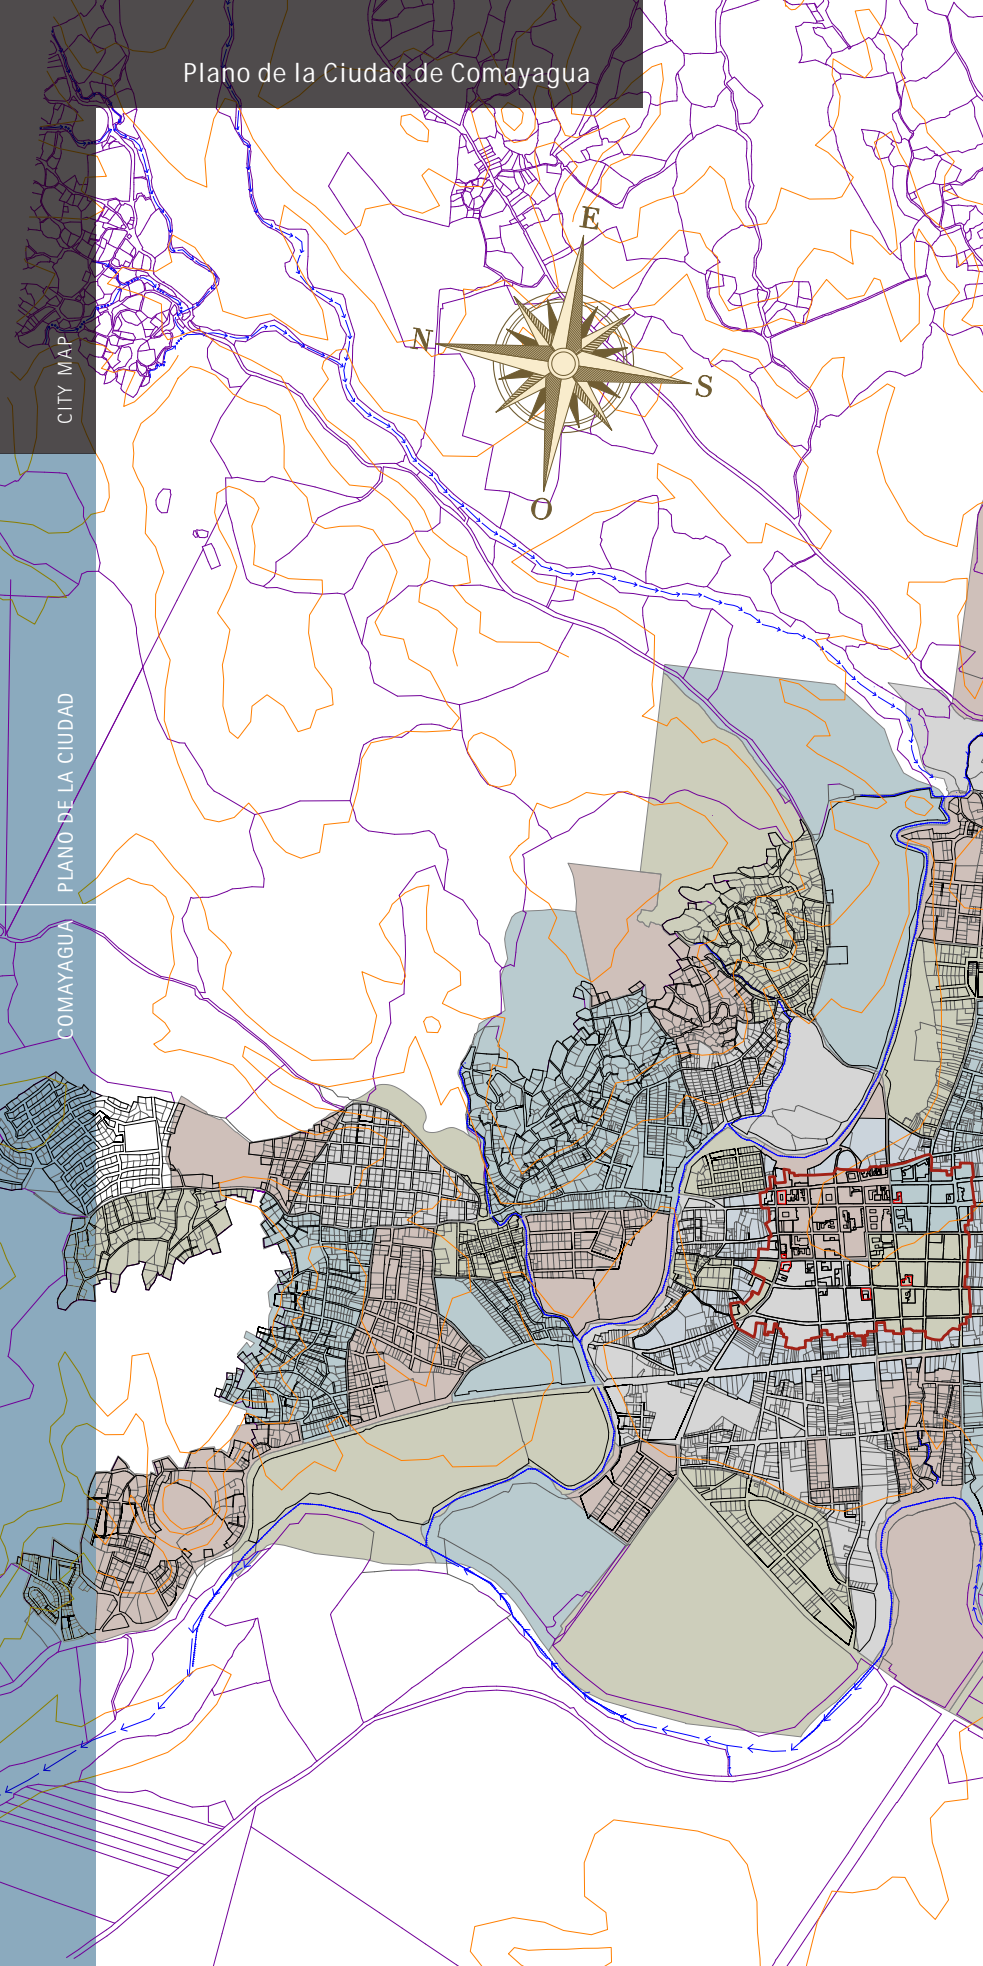 Plano de la Ciudad de Comayagua
E
N
S
O
CITY MAP
PLANO DE LA CIUDAD
COMAYAGUA